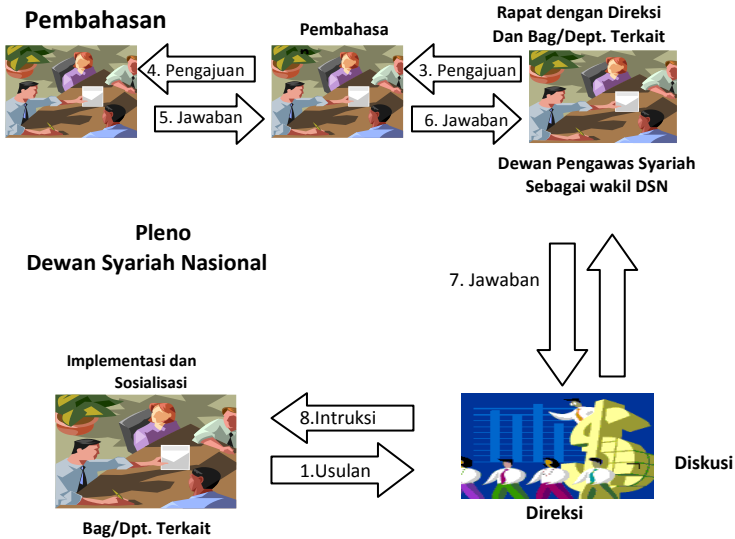 Pembahasan
Pembahasa
Rapat dengan Direksi
Dan Bag/Dept. Terkait
4. Pengajuan
3. Pengajuan
5. Jawaban
6. Jawaban
Dewan Pengawas Syariah
Sebagai wakil DSN
Pleno
Dewan Syariah Nasional
7. Jawaban
Implementasi dan
Sosialisasi
8.Intruksi
1.Usulan
Diskusi
Direksi
Bag/Dpt. Terkait